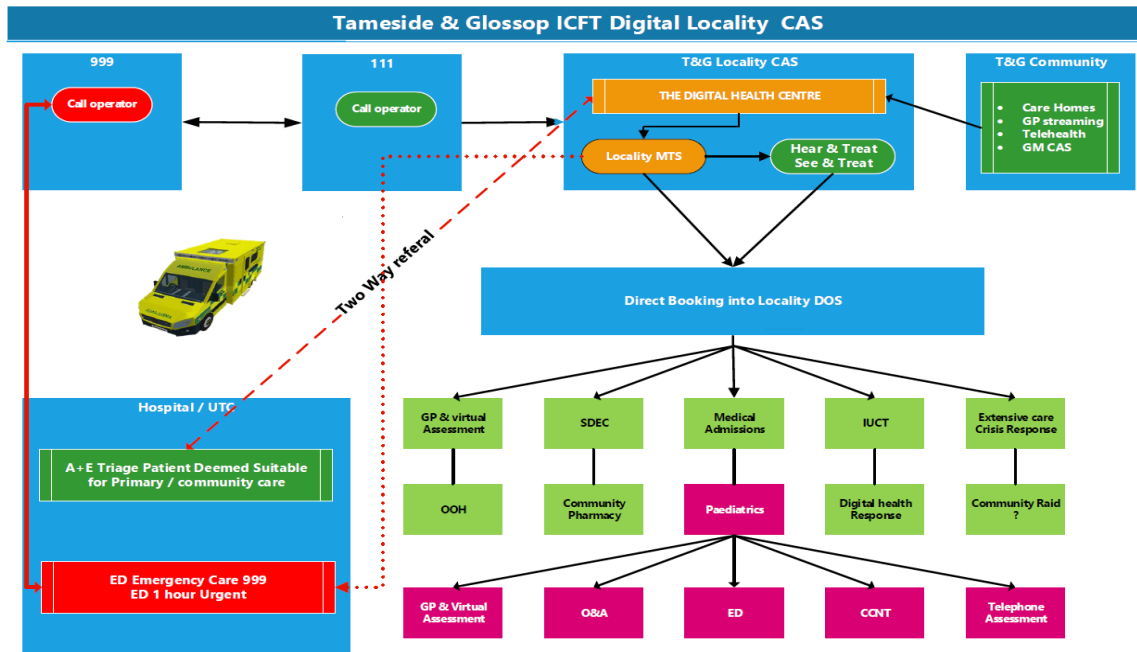 Tameside & Glossop ICFT Digital Locality CAS
999
Call operator
111
Call operator
T&G Locality CAS
THE DIGITAL HEALTH CENTRE
Locality MTS
Hear & Treat
See & Treat
T&G Community
• Care Homes
• GP streaming
• Telehealth
• GM CAS
Two Way referal
AMBULANCE
Direct Booking into Locality DOS
Hospital / UTC
A+E Triage Patient Deemed Suitable
for Primary / community care
ED Emergency Care 999
ED 1 hour Urgent
GP & virtual
Assessment
SDEC
Medical
Admissions
IUCT
Extensive care
Crisis Response
OOH
Community
Pharmacy
Paediatrics
Digital health
Response
Community Raid
?
GP & Virtual
Assessment
O&A
ED
CCNT
Telephone
Assessment